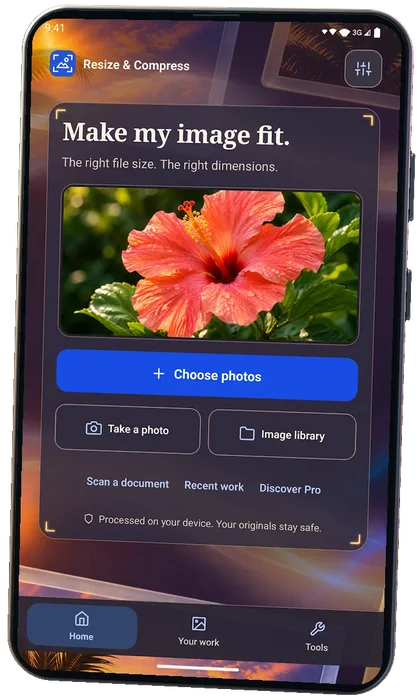 9:41
3G
Resize & Compress
Make my image fit.
The right file size. The right dimensions.
+ Choose photos
Take a photo
Image library
Scan a document
Recent work
Discover Pro
Processed on your device. Your originals stay safe.
Home
Your work
Tools